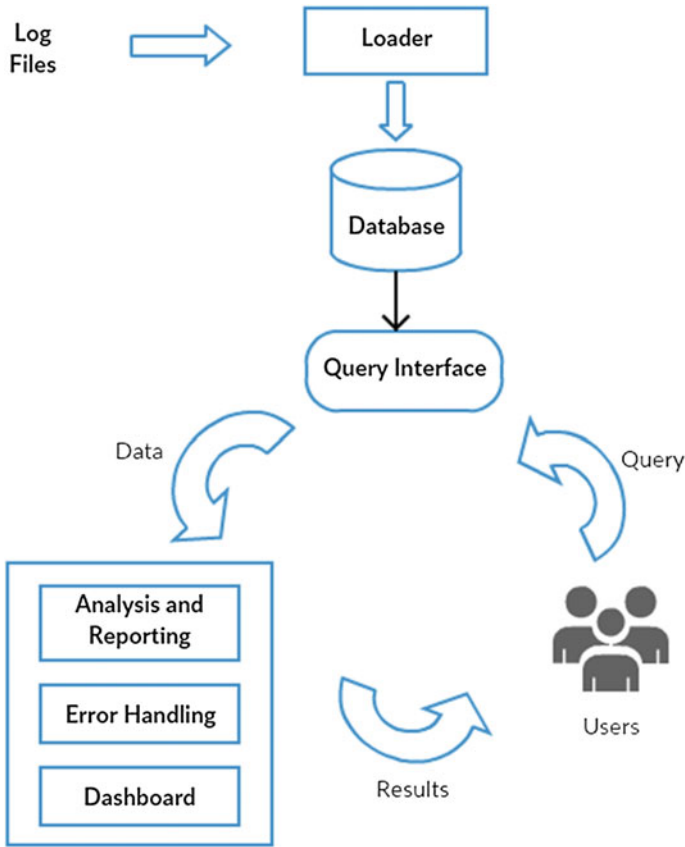 Log
Files
Loader
Database
Query Interface
Data
Query
Analysis and
Reporting
Error Handling
Dashboard
Users
Results